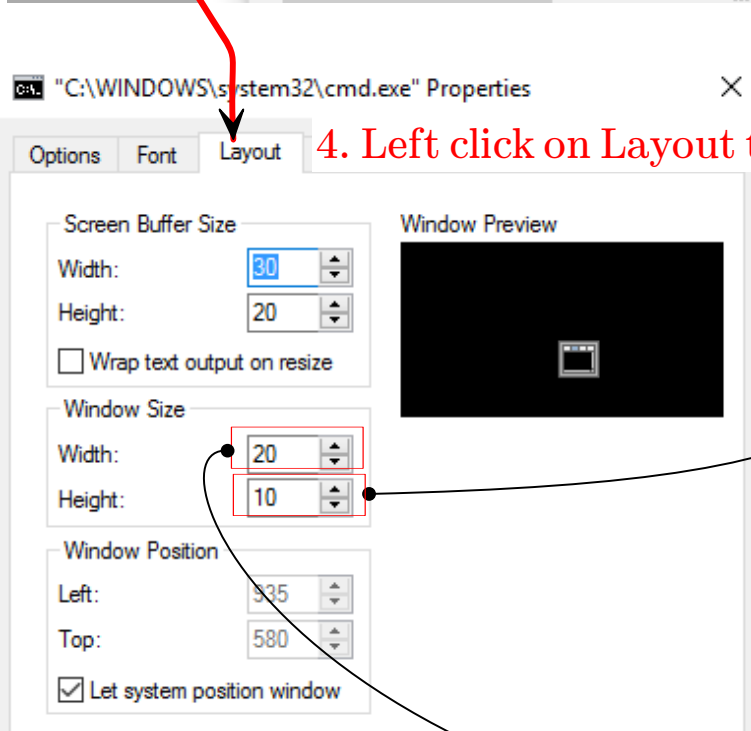 "C:\WINDOWS\system32\cmd.exe" Properties
4. Left click on Layout
Options Font Layout
Screen Buffer Size
Width: 30
Height: 20
Wrap text output on resize
Window Size
Width: 20
Height: 10
Window Position
Left: 935
Top: 580
Let system position window
Window Preview